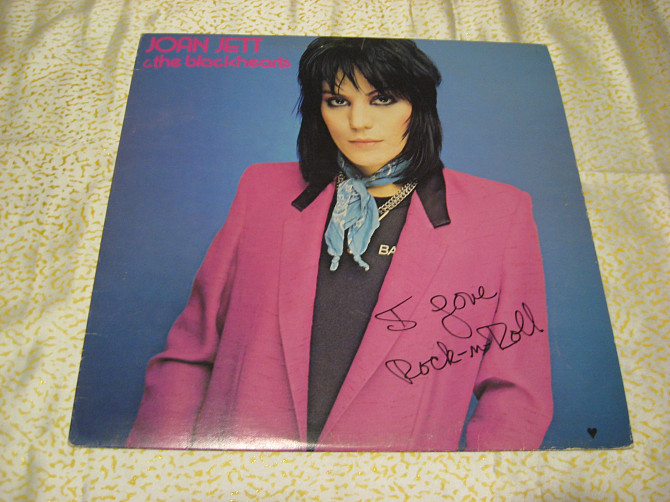 JOAN JETT
& the blackhearts
BA
I Love
Rock-n Roll